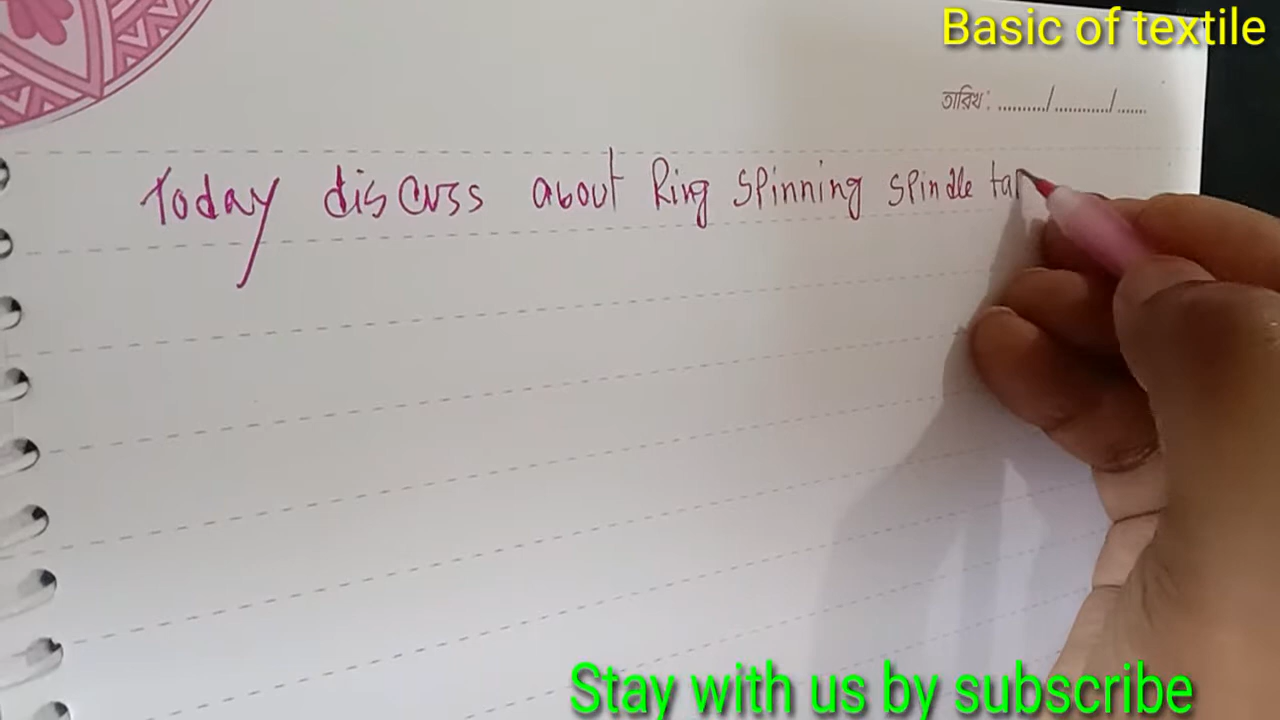 Basic of textile
তারিখ: ........../.........../......
Today discuss about Ring spinning spindle
Stay with us by subscribe